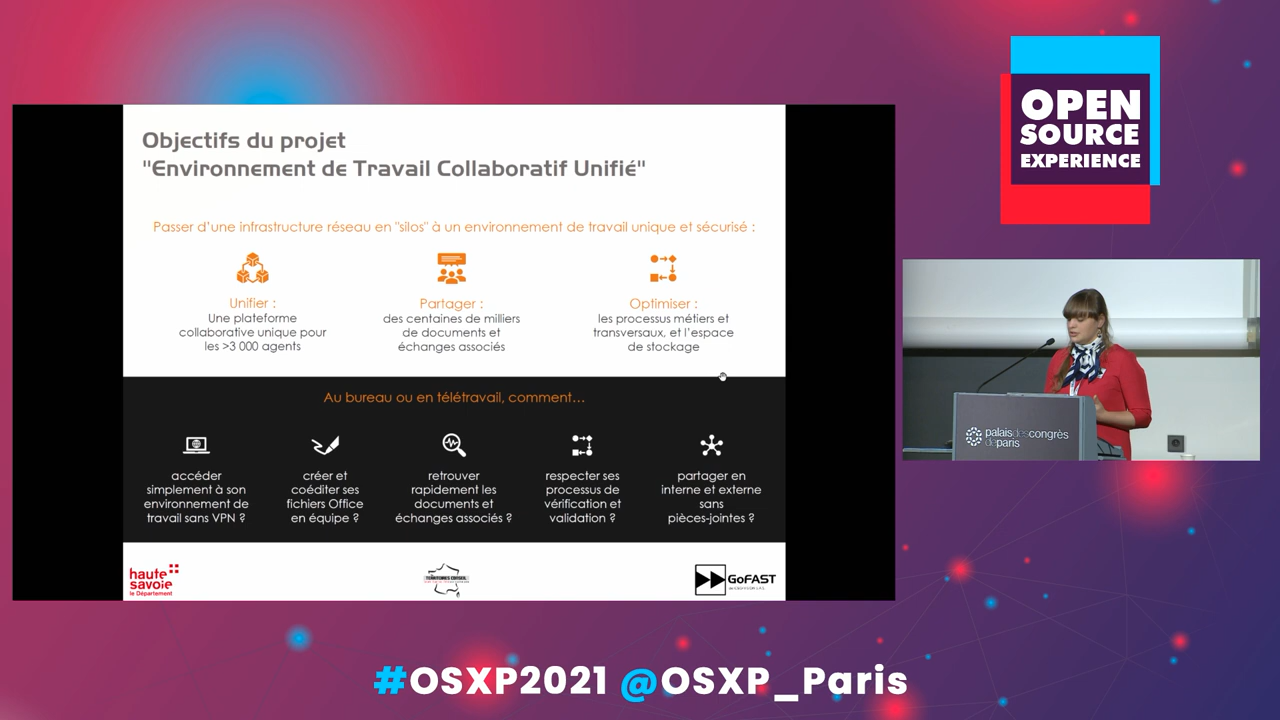 Objectifs du projet
"Environnement de Travail Collaboratif Unifié"
Passer d'une infrastructure réseau en "silos" à un environnement de travail unique et sécurisé :
Unifier :
Une plateforme
collaborative unique pour
les >3 000 agents
Partager :
des centaines de milliers
de documents et
échanges associés
Optimiser :
les processus métiers et
transversaux, et l'espace
de stockage
Au bureau ou en télétravail, comment...
accéder
simplement à son
environnement de
travail sans VPN ?
créer et
coéditer ses
fichiers Office
en équipe ?
retrouver
rapidement les
documents et
échanges associés ?
respecter ses
processus de
vérification et
validation ?
partager en
interne et externe
sans
pièces-jointes ?
haute
savoie
le Département
TERRITOIRES CONSEIL
GoFAST
OPEN
SOURCE
EXPERIENCE
palaisdescongrès
deparis
#OSXP2021 @OSXP_Paris